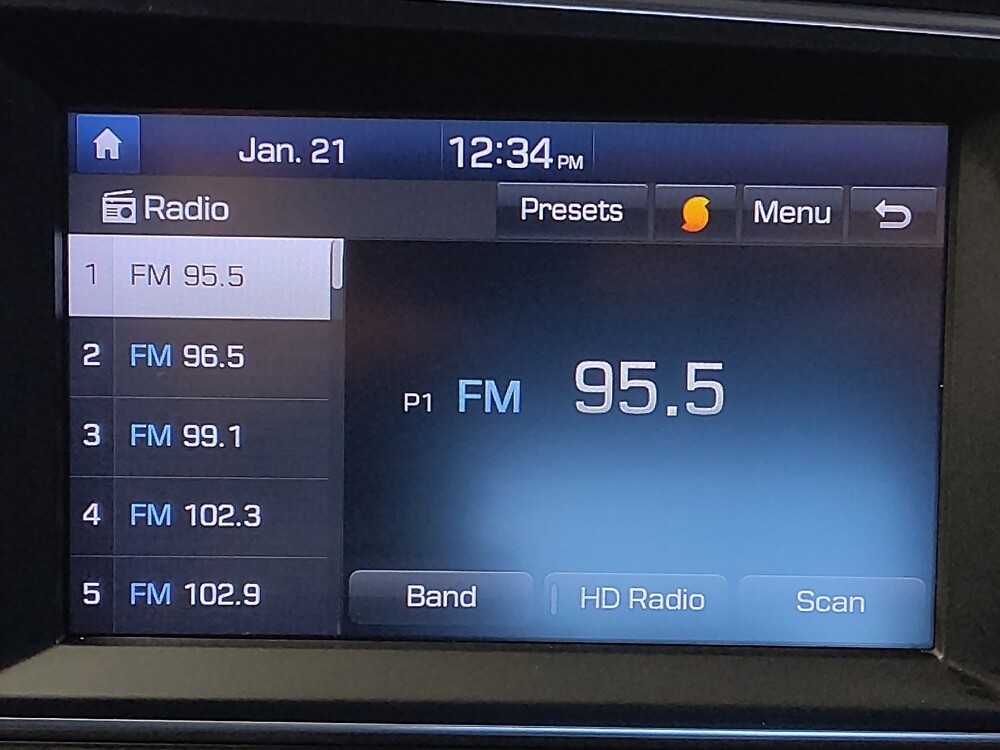 Jan. 21 12:34 PM
Radio Presets Menu
1 FM 95.5
2 FM 96.5
3 FM 99.1
4 FM 102.3
5 FM 102.9
P1 FM 95.5
Band HD Radio Scan